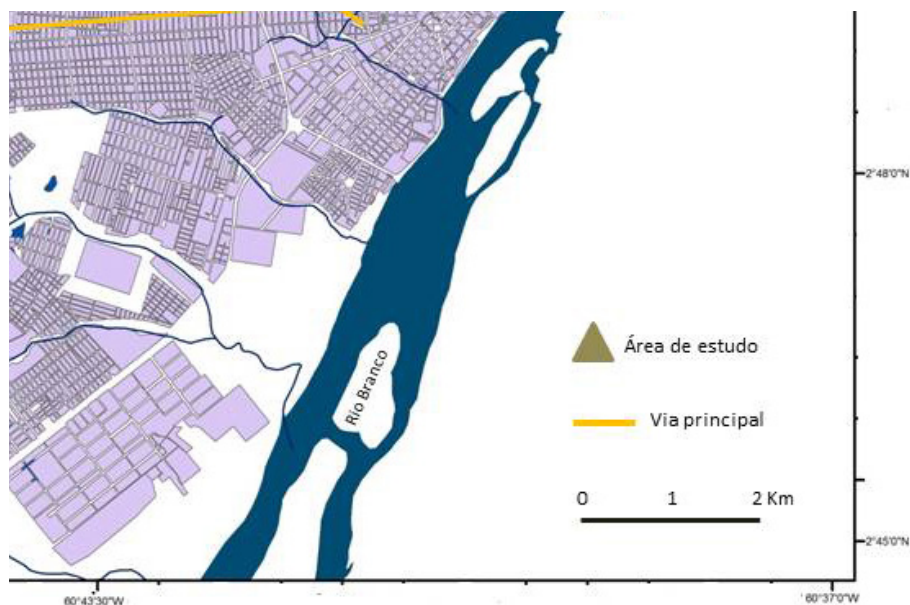 2°48'0"N
Rio Branco
Área de estudo
Via principal
0 1 2 Km
2°45'0"N
60°43'30"W
60°37'0"W